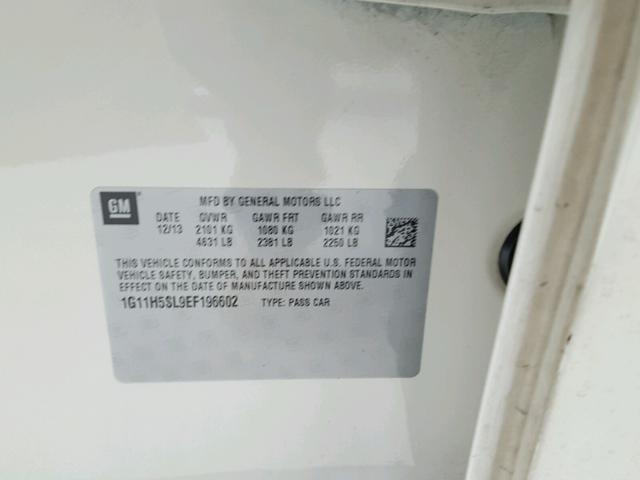 GM
MFD BY GENERAL MOTORS LLC
DATE GVWR GAWR FRT GAWR RR
12/13 2101 KG 1080 KG 1021 KG
4631 LB 2381 LB 2250 LB
THIS VEHICLE CONFORMS TO ALL APPLICABLE U.S. FEDERAL MOTOR
VEHICLE SAFETY, BUMPER, AND THEFT PREVENTION STANDARDS IN
EFFECT ON THE DATE OF MANUFACTURE SHOWN ABOVE.
1G11H5SL9EF196602 TYPE: PASS CAR